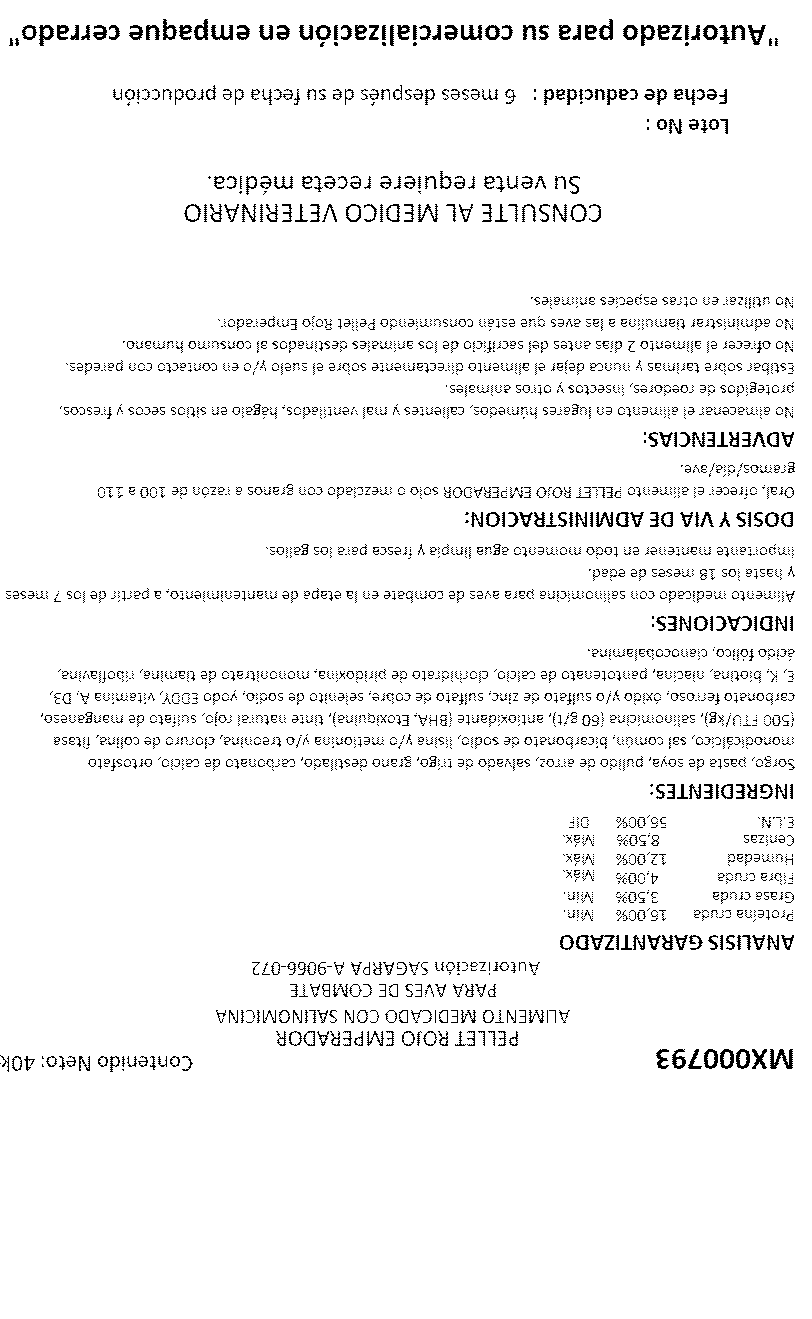 MX000793
Contenido Neto: 40k
PELLET ROJO EMPERADOR
ALIMENTO MEDICADO CON SALINOMICINA
PARA AVES DE COMBATE
Autorización SAGARPA A-9066-072
ANALISIS GARANTIZADO
Proteína cruda 16,00% Min.
Grasa cruda 3,50% Min.
Fibra cruda 4,00% Máx.
Humedad 12,00% Máx.
Cenizas 8,50% Máx.
E.L.N. 56,00% DIF
INGREDIENTES:
Sorgo, pasta de soya, pulido de arroz, salvado de trigo, grano destilado, carbonato de calcio, ortosfato
monodicálcico, sal común, bicarbonato de sodio, lisina y/o metionina y/o treonina, cloruro de colina, fitasa
(500 FTU/kg), salinomicina (60 g/t), antioxidante (BHA, Etoxiquina), tinte natural rojo, sulfato de manganeso,
carbonato ferroso, óxido y/o sulfato de zinc, sulfato de cobre, selenito de sodio, yodo EDDY, vitamina A, D3,
E, K, biotina, niacina, pantotenato de calcio, clorhidrato de piridoxina, mononitrato de tiamina, riboflavina,
ácido fólico, cianocobalamina.
INDICACIONES:
Alimento medicado con salinomicina para aves de combate en la etapa de mantenimiento, a partir de los 7 meses
y hasta los 18 meses de edad.
Importante mantener en todo momento agua limpia y fresca para los gallos.
DOSIS Y VIA DE ADMINISTRACION:
Oral, ofrecer el alimento PELLET ROJO EMPERADOR solo o mezclado con granos a razón de 100 a 110
gramos/día/ave.
ADVERTENCIAS:
No almacenar el alimento en lugares húmedos, calientes y mal ventilados, hágalo en sitios secos y frescos,
protegidos de roedores, insectos y otros animales.
Estibar sobre tarimas y nunca dejar el alimento directamente sobre el suelo y/o en contacto con paredes.
No ofrecer el alimento 2 días antes del sacrificio de los animales destinados al consumo humano.
No administrar tiamulina a las aves que están consumiendo Pellet Rojo Emperador.
No utilizar en otras especies animales.
CONSULTE AL MEDICO VETERINARIO
Su venta requiere receta médica.
Lote No :
Fecha de caducidad : 6 meses después de su fecha de producción
"Autorizado para su comercialización en empaque cerrado"